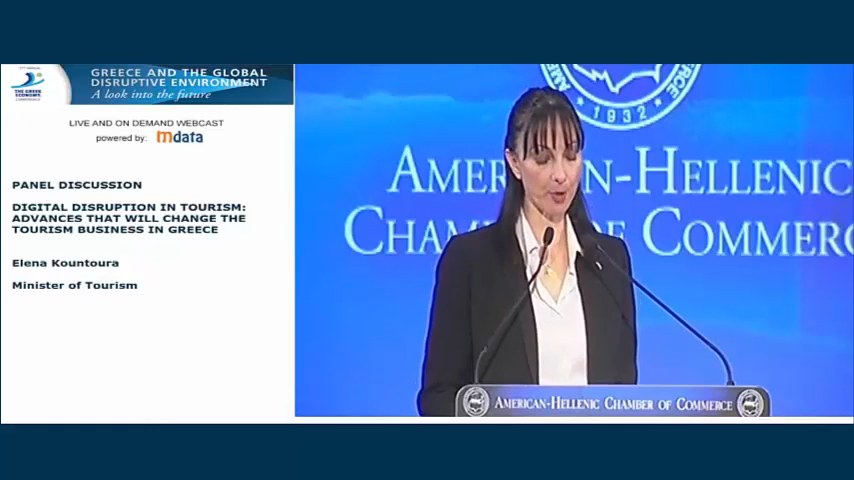 THE GREEK
ECONOMY
CONFERENCE
GREECE AND THE GLOBAL
DISRUPTIVE ENVIRONMENT
A look into the future
LIVE AND ON DEMAND WEBCAST
powered by: mdata
PANEL DISCUSSION
DIGITAL DISRUPTION IN TOURISM:
ADVANCES THAT WILL CHANGE THE
TOURISM BUSINESS IN GREECE
Elena Kountoura
Minister of Tourism
COMMERCE
• 1932 •
AMER N-HELLENIC
CHAM F COMMERC
AMERICAN-HELLENIC CHAMBER OF COMMERCE